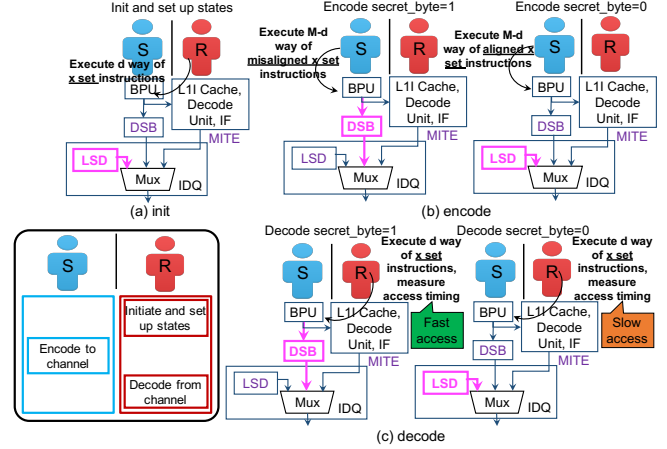 Init and set up states
S
R
Execute d way of
x set instructions
BPU
L1I Cache,
Decode
Unit, IF
DSB
MITE
LSD
Mux
IDQ
(a) init
Encode secret_byte=1
Execute M-d
way of
misaligned x set
instructions
S
R
BPU
L1I Cache,
Decode
Unit, IF
DSB
MITE
LSD
Mux
IDQ
Encode secret_byte=0
Execute M-d
way of aligned x
set instructions
S
R
BPU
L1I Cache,
Decode
Unit, IF
DSB
MITE
LSD
Mux
IDQ
(b) encode
S
R
Initiate and set
up states
Encode to
channel
Decode from
channel
Decode secret_byte=1
S
R
Execute d way
of x set
instructions,
measure
access timing
BPU
L1I Cache,
Decode
Unit, IF
Fast
access
DSB
MITE
LSD
Mux
IDQ
Decode secret_byte=0
S
R
Execute d way
of x set
instructions,
measure
access timing
BPU
L1I Cache,
Decode
Unit, IF
Slow
access
DSB
MITE
LSD
Mux
IDQ
(c) decode